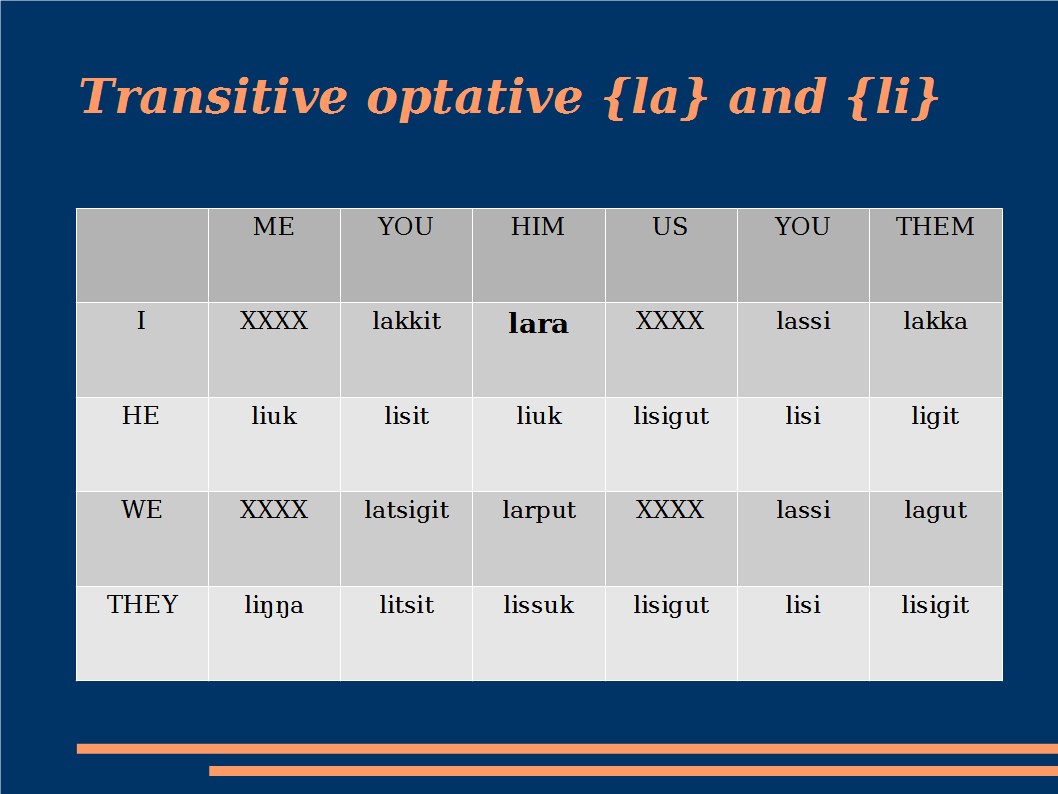 Transitive optative {la} and {li}
ME YOU HIM US YOU THEM
I XXXX lakkit lara XXXX lassi lakka
HE liuk lisit liuk lisigut lisi ligit
WE XXXX latsigit larput XXXX lassi lagut
THEY liŋŋa litsit lissuk lisigut lisi lisigit